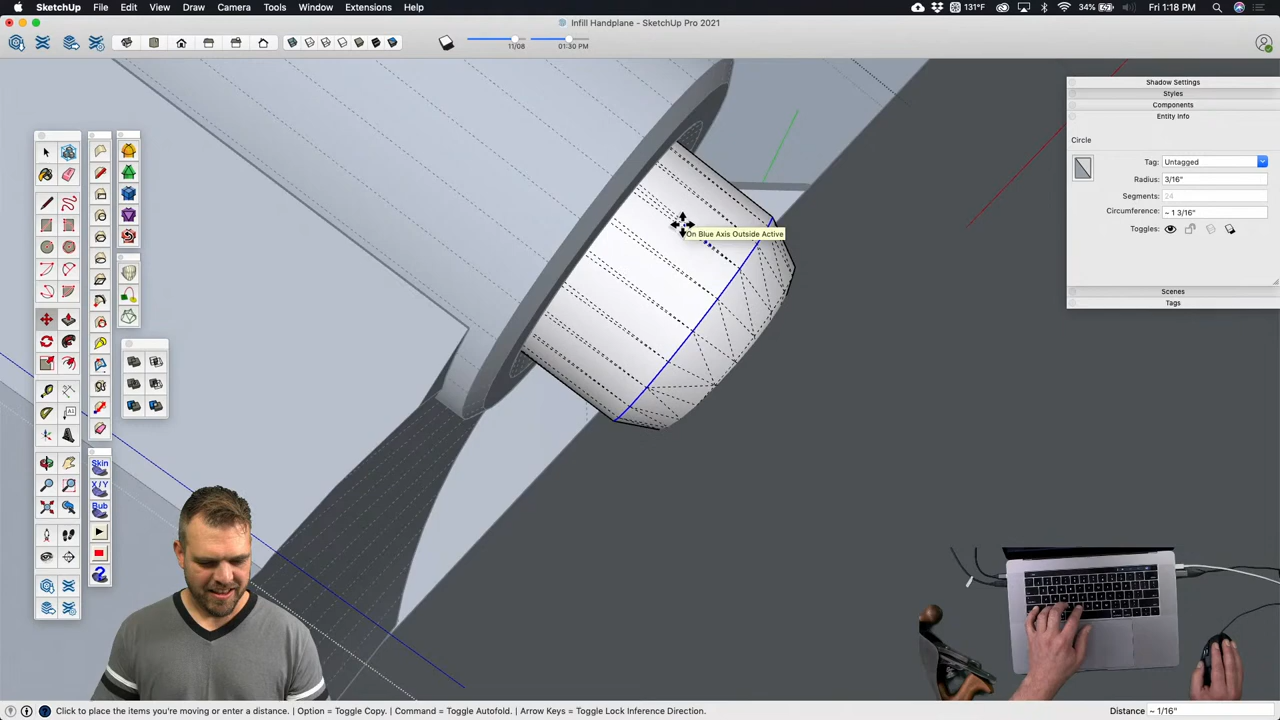 SketchUp File Edit View Draw Camera Tools Window Extensions Help
131°F
34%
Fri 1:18 PM
Infill Handplane - SketchUp Pro 2021
11/08
01:30 PM
Shadow Settings
Styles
Components
Entity Info
Circle
Tag: Untagged
Radius: 3/16"
Segments: 24
Circumference: ~ 1 3/16"
Toggles:
Scenes
Tags
On Blue Axis Outside Active
A1
Skin
X/Y
Bub
Click to place the items you're moving or enter a distance. | Option = Toggle Copy. | Command = Toggle Autofold. | Arrow Keys = Toggle Lock Inference Direction.
Distance ~ 1/16"